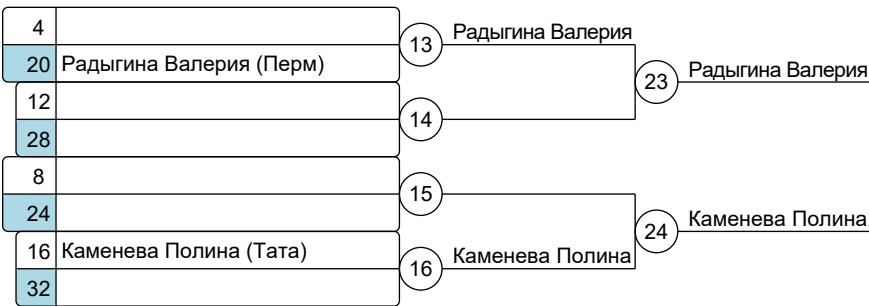 4
20 Радыгина Валерия (Перм)
13 Радыгина Валерия
12
28
14
23 Радыгина Валерия
8
24
15
16 Каменева Полина (Тата)
32
16 Каменева Полина
24 Каменева Полина